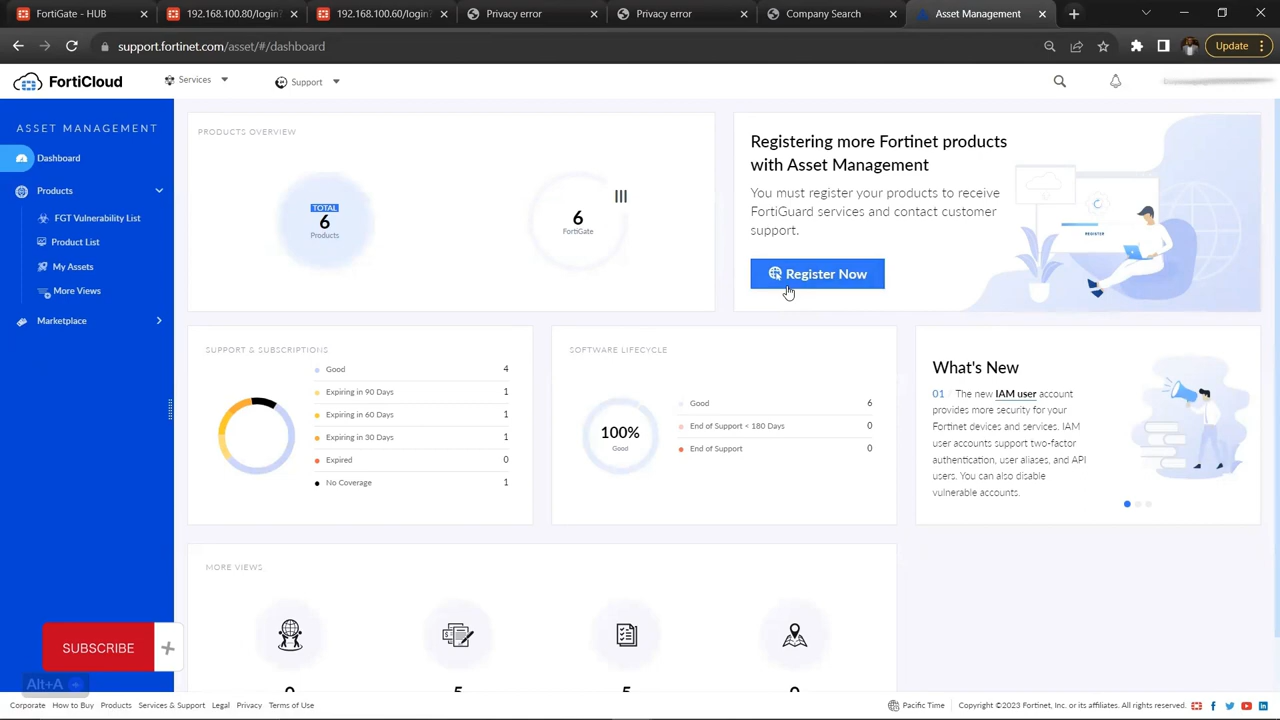 FortiGate - HUB
192.168.100.80/login?
192.168.100.60/login?
Privacy error
Privacy error
Company Search
Asset Management
support.fortinet.com/asset/#/dashboard
Update
FortiCloud
Services
Support
ASSET MANAGEMENT
Dashboard
Products
FGT Vulnerability List
Product List
My Assets
More Views
Marketplace
PRODUCTS OVERVIEW
TOTAL
6
Products
6
FortiGate
Registering more Fortinet products
with Asset Management
You must register your products to receive
FortiGuard services and contact customer
support.
Register Now
REGISTER
SUPPORT & SUBSCRIPTIONS
Good 4
Expiring in 90 Days 1
Expiring in 60 Days 1
Expiring in 30 Days 1
Expired 0
No Coverage 1
SOFTWARE LIFECYCLE
100%
Good
Good 6
End of Support < 180 Days 0
End of Support 0
What's New
01 The new IAM user account
provides more security for your
Fortinet devices and services. IAM
user accounts support two-factor
authentication, user aliases, and API
users. You can also disable
vulnerable accounts.
MORE VIEWS
SUBSCRIBE
Alt+A
Corporate How to Buy Products Services & Support Legal Privacy Terms of Use
Pacific Time
Copyright ©2023 Fortinet, Inc. or its affiliates. All rights reserved.